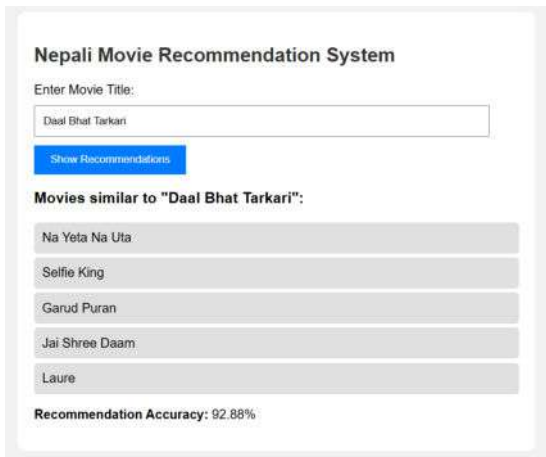 Nepali Movie Recommendation System
Enter Movie Title:
Daal Bhat Tarkari
Show Recommendations
Movies similar to "Daal Bhat Tarkari":
Na Yeta Na Uta
Selfie King
Garud Puran
Jai Shree Daam
Laure
Recommendation Accuracy: 92.88%